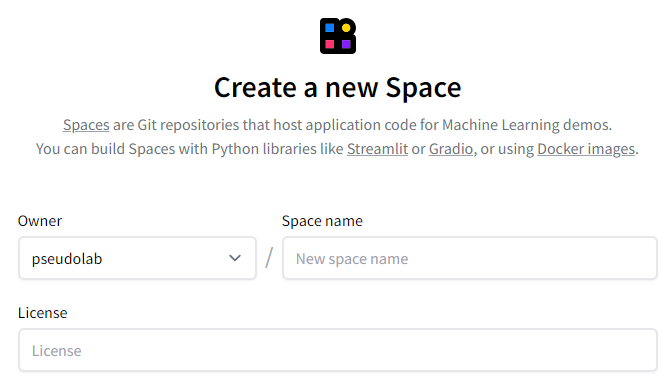 Create a new Space
Spaces are Git repositories that host application code for Machine Learning demos.
You can build Spaces with Python libraries like Streamlit or Gradio, or using Docker images.
Owner
Space name
pseudolab
/
New space name
License
License